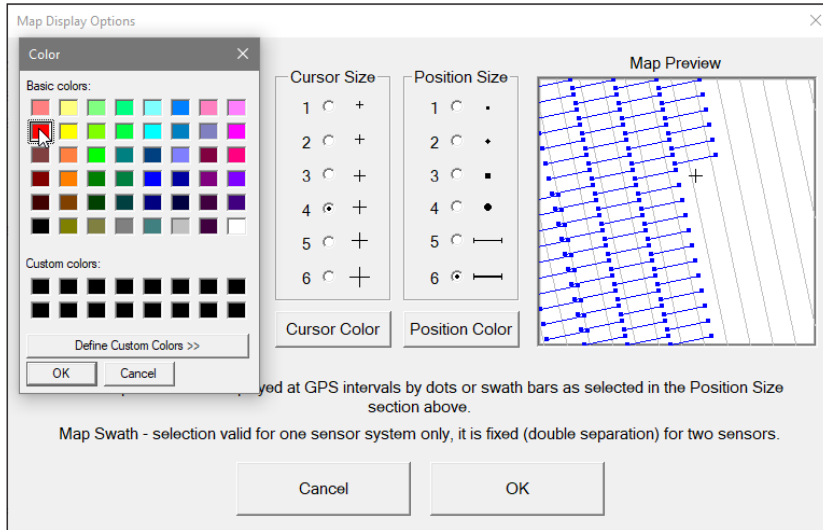 Map Display Options
Color
Basic colors:
Custom colors:
Define Custom Colors >>
OK
Cancel
Cursor Size
1
2
3
4
5
6
Cursor Color
Position Size
1
2
3
4
5
6
Position Color
Map Preview
at GPS intervals by dots or swath bars as selected in the Position Size
section above.
Map Swath - selection valid for one sensor system only, it is fixed (double separation) for two sensors.
Cancel
OK